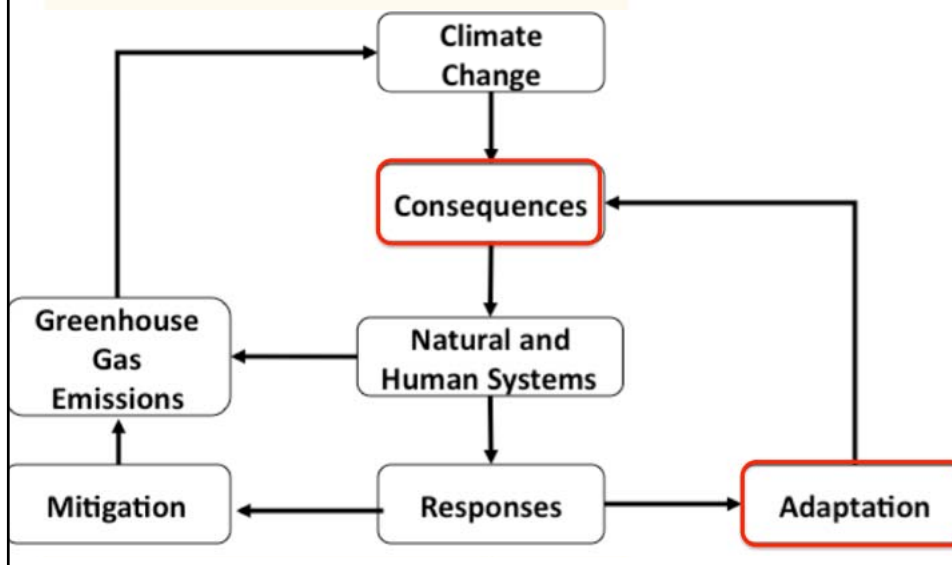 Climate
Change
Consequences
Greenhouse
Gas
Emissions
Natural and
Human Systems
Mitigation
Responses
Adaptation